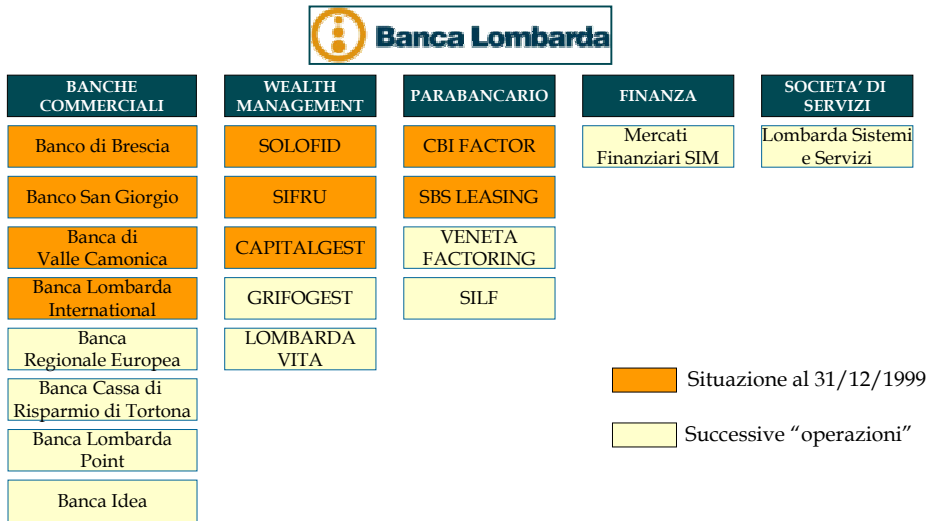 Banca Lombarda
BANCHE
COMMERCIALI
Banco di Brescia
Banco San Giorgio
Banca di
Valle Camonica
Banca Lombarda
International
Banca
Regionale Europea
Banca Cassa di
Risparmio di Tortona
Banca Lombarda
Point
Banca Idea
WEALTH
MANAGEMENT
SOLOFID
SIFRU
CAPITALGEST
GRIFOGEST
LOMBARDA
VITA
PARABANCARIO
CBI FACTOR
SBS LEASING
VENETA
FACTORING
SILF
FINANZA
Mercati
Finanziari SIM
SOCIETA’ DI
SERVIZI
Lombarda Sistemi
e Servizi
Situazione al 31/12/1999
Successive “operazioni”